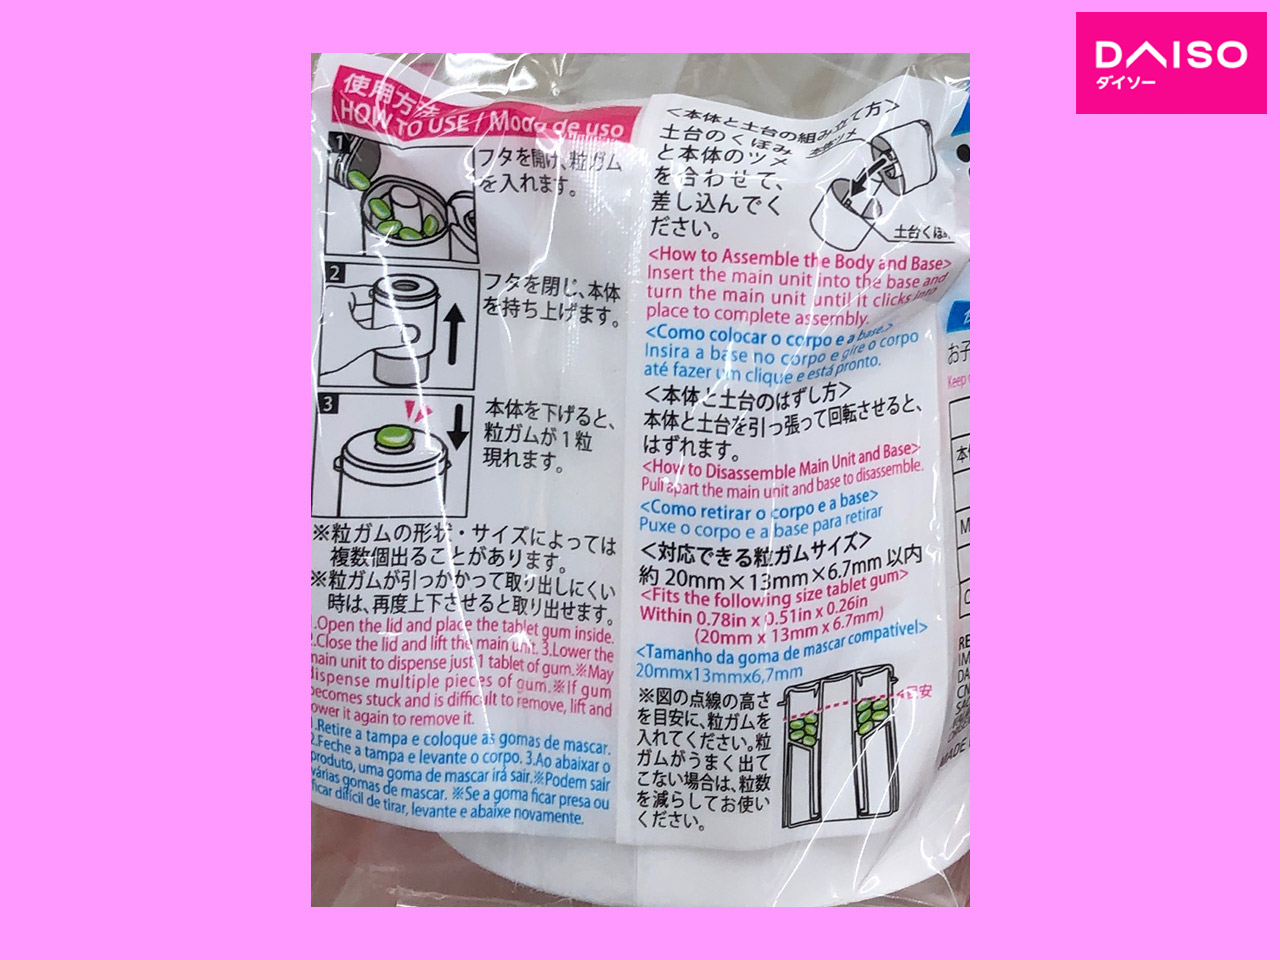 DAISO
ダイソー
使用方法
HOW TO USE / Modo de uso
1
フタを開け、粒ガム
を入れます。
2
フタを閉じ、本体
を持ち上げます。
3
本体を下げると、
粒ガムが1粒
現れます。
※粒ガムの形状・サイズによっては
複数個出ることがあります。
※粒ガムが引っかかって取り出しにくい
時は、再度上下させると取り出せます。
.Open the lid and place the tablet gum inside.
2.Close the lid and lift the main unit. 3.Lower the
main unit to dispense just 1 tablet of gum.※May
dispense multiple pieces of gum.※If gum
becomes stuck and is difficult to remove, lift and
lower it again to remove it.
1.Retire a tampa e coloque as gomas de mascar.
2.Feche a tampa e levante o corpo. 3.Ao abaixar o
produto, uma goma de mascar irá sair.※Podem sair
várias gomas de mascar. ※Se a goma ficar presa ou
ficar difícil de tirar, levante e abaixe novamente.
<本体と土台の組み立て方>
土台のくぼみ
と本体のツメ
を合わせて、
差し込んでく
ださい。
本体ツメ
土台くぼ
<How to Assemble the Body and Base>
Insert the main unit into the base and
turn the main unit until it clicks into
place to complete assembly.
<Como colocar o corpo e a base>
Insira a base no corpo e gire o corpo
até fazer um clique e está pronto.
<本体と土台のはずし方>
本体と土台を引っ張って回転させると、
はずれます。
<How to Disassemble Main Unit and Base>
Pull apart the main unit and base to disassemble.
<Como retirar o corpo e a base>
Puxe o corpo e a base para retirar
<対応できる粒ガムサイズ>
約20mm×13mm×6.7mm以内
<Fits the following size tablet gum>
Within 0.78in x 0.51in x 0.26in
(20mm x 13mm x 6.7mm)
<Tamanho da goma de mascar compatível>
20mmx13mmx6,7mm
※図の点線の高さ
を目安に、粒ガムを
入れてください。粒
ガムがうまく出て
こない場合は、粒数
を減らしてお使い
ください。
目安
お子
Keep
本体
MADE